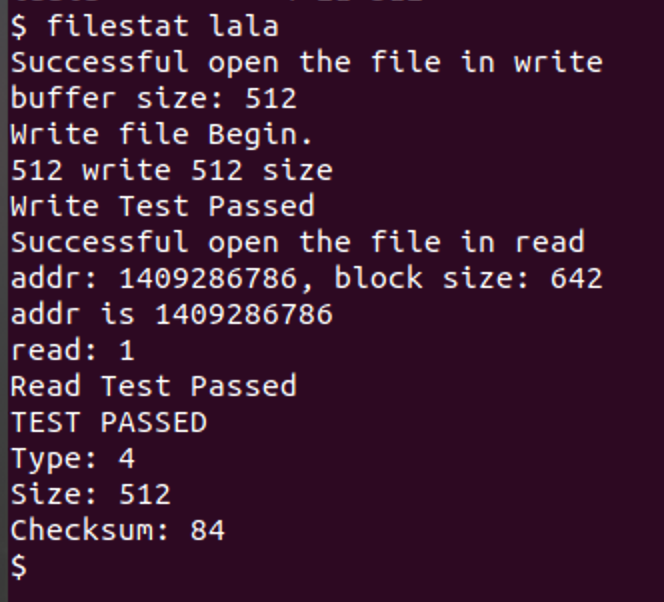 $ filestat lala
Successful open the file in write
buffer size: 512
Write file Begin.
512 write 512 size
Write Test Passed
Successful open the file in read
addr: 1409286786, block size: 642
addr is 1409286786
read: 1
Read Test Passed
TEST PASSED
Type: 4
Size: 512
Checksum: 84
$